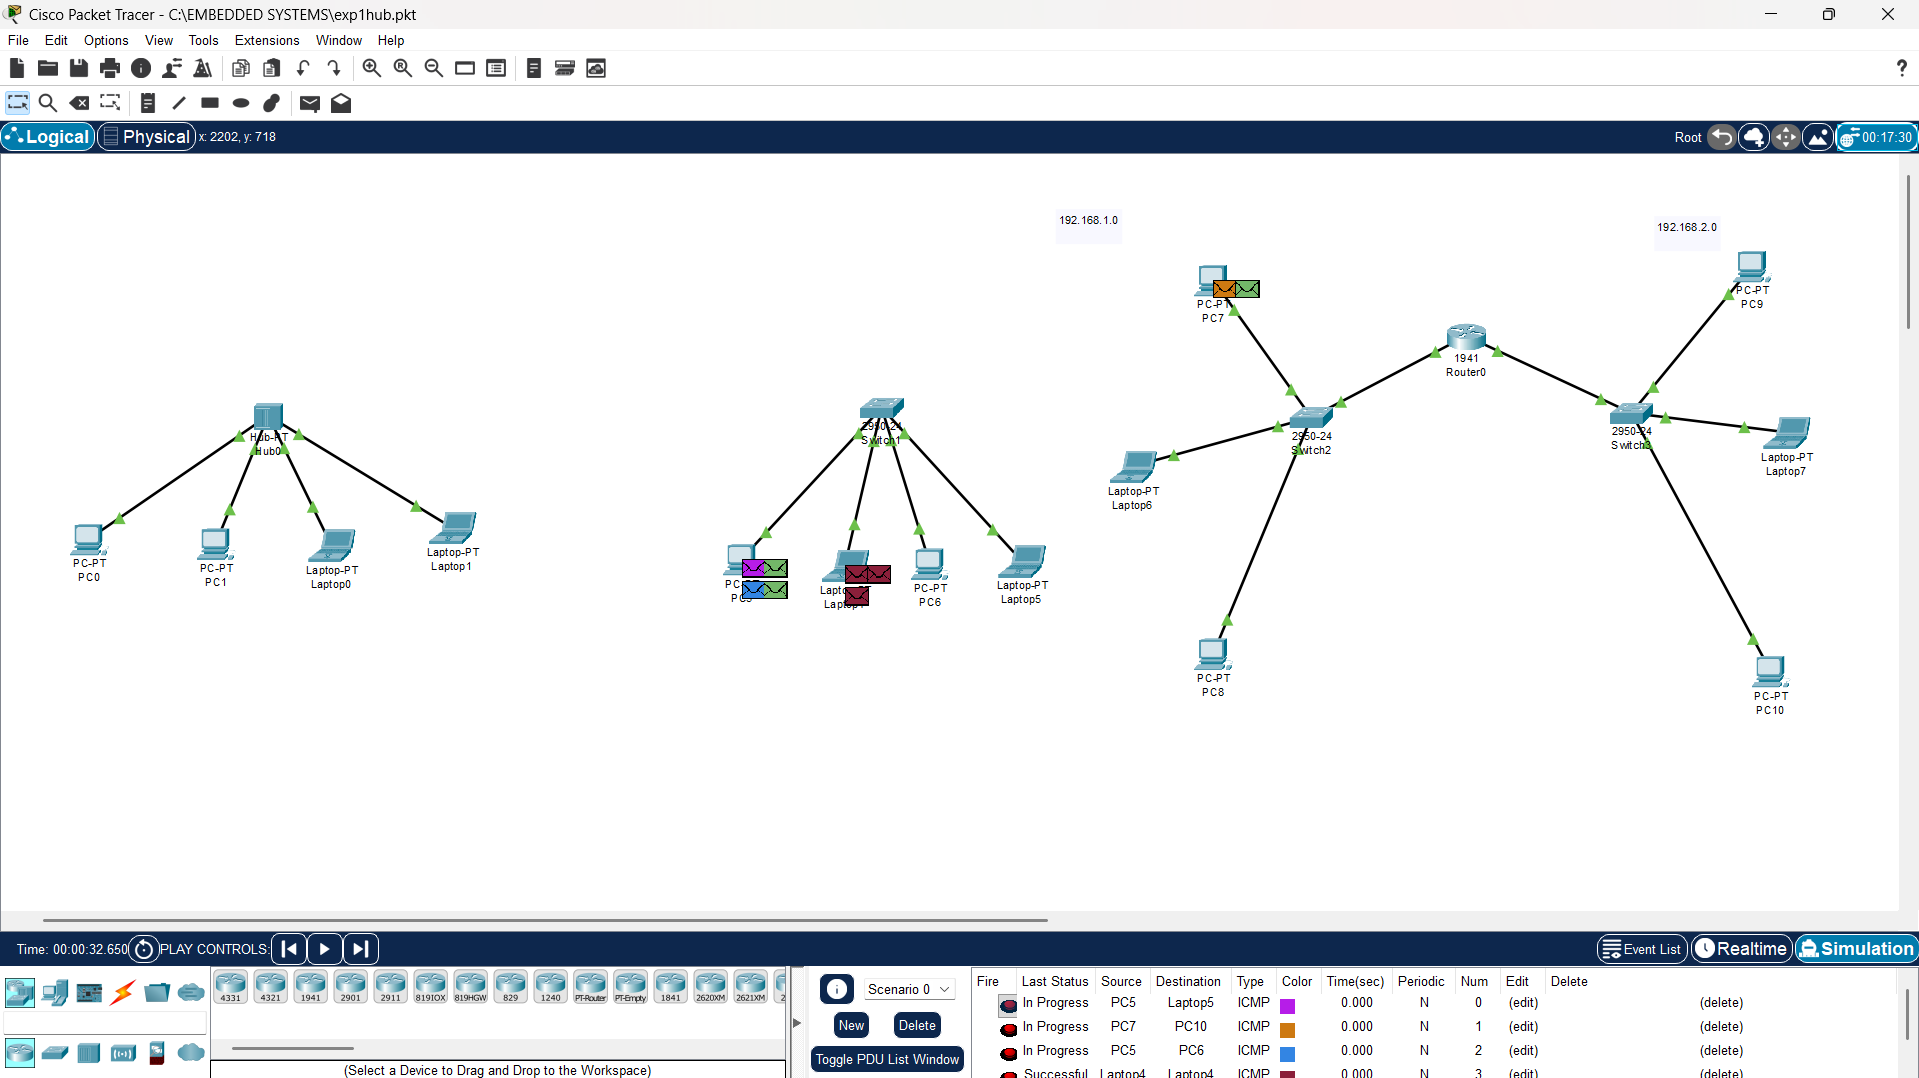 Cisco Packet Tracer - C:\EMBEDDED SYSTEMS\exp1hub.pkt
File Edit Options View Tools Extensions Window Help
Logical Physical x: 2202, y: 718 Root 00:17:30
192.168.1.0
192.168.2.0
PC-PT
PC7
PC-PT
PC9
1941
Router0
Hub-PT
Hub0
2950-24
Switch1
2950-24
Switch2
2950-24
Switch3
Laptop-PT
Laptop7
Laptop-PT
Laptop6
PC-PT
PC0
PC-PT
PC1
Laptop-PT
Laptop0
Laptop-PT
Laptop1
PC-PT
PC6
Laptop-PT
Laptop5
PC-PT
PC8
PC-PT
PC10
Time: 00:00:32.650 PLAY CONTROLS: Event List Realtime Simulation
4331 4321 1941 2901 2911 819IOX 819HGW 829 1240 PT-Router PT-Empty 1841 2620XM 2621XM
(Select a Device to Drag and Drop to the Workspace)
Scenario 0
New Delete
Toggle PDU List Window
Fire Last Status Source Destination Type Color Time(sec) Periodic Num Edit Delete
In Progress PC5 Laptop5 ICMP 0.000 N 0 (edit) (delete)
In Progress PC7 PC10 ICMP 0.000 N 1 (edit) (delete)
In Progress PC5 PC6 ICMP 0.000 N 2 (edit) (delete)
Successful Laptop4 Laptop4 ICMP 0.000 N 3 (edit) (delete)